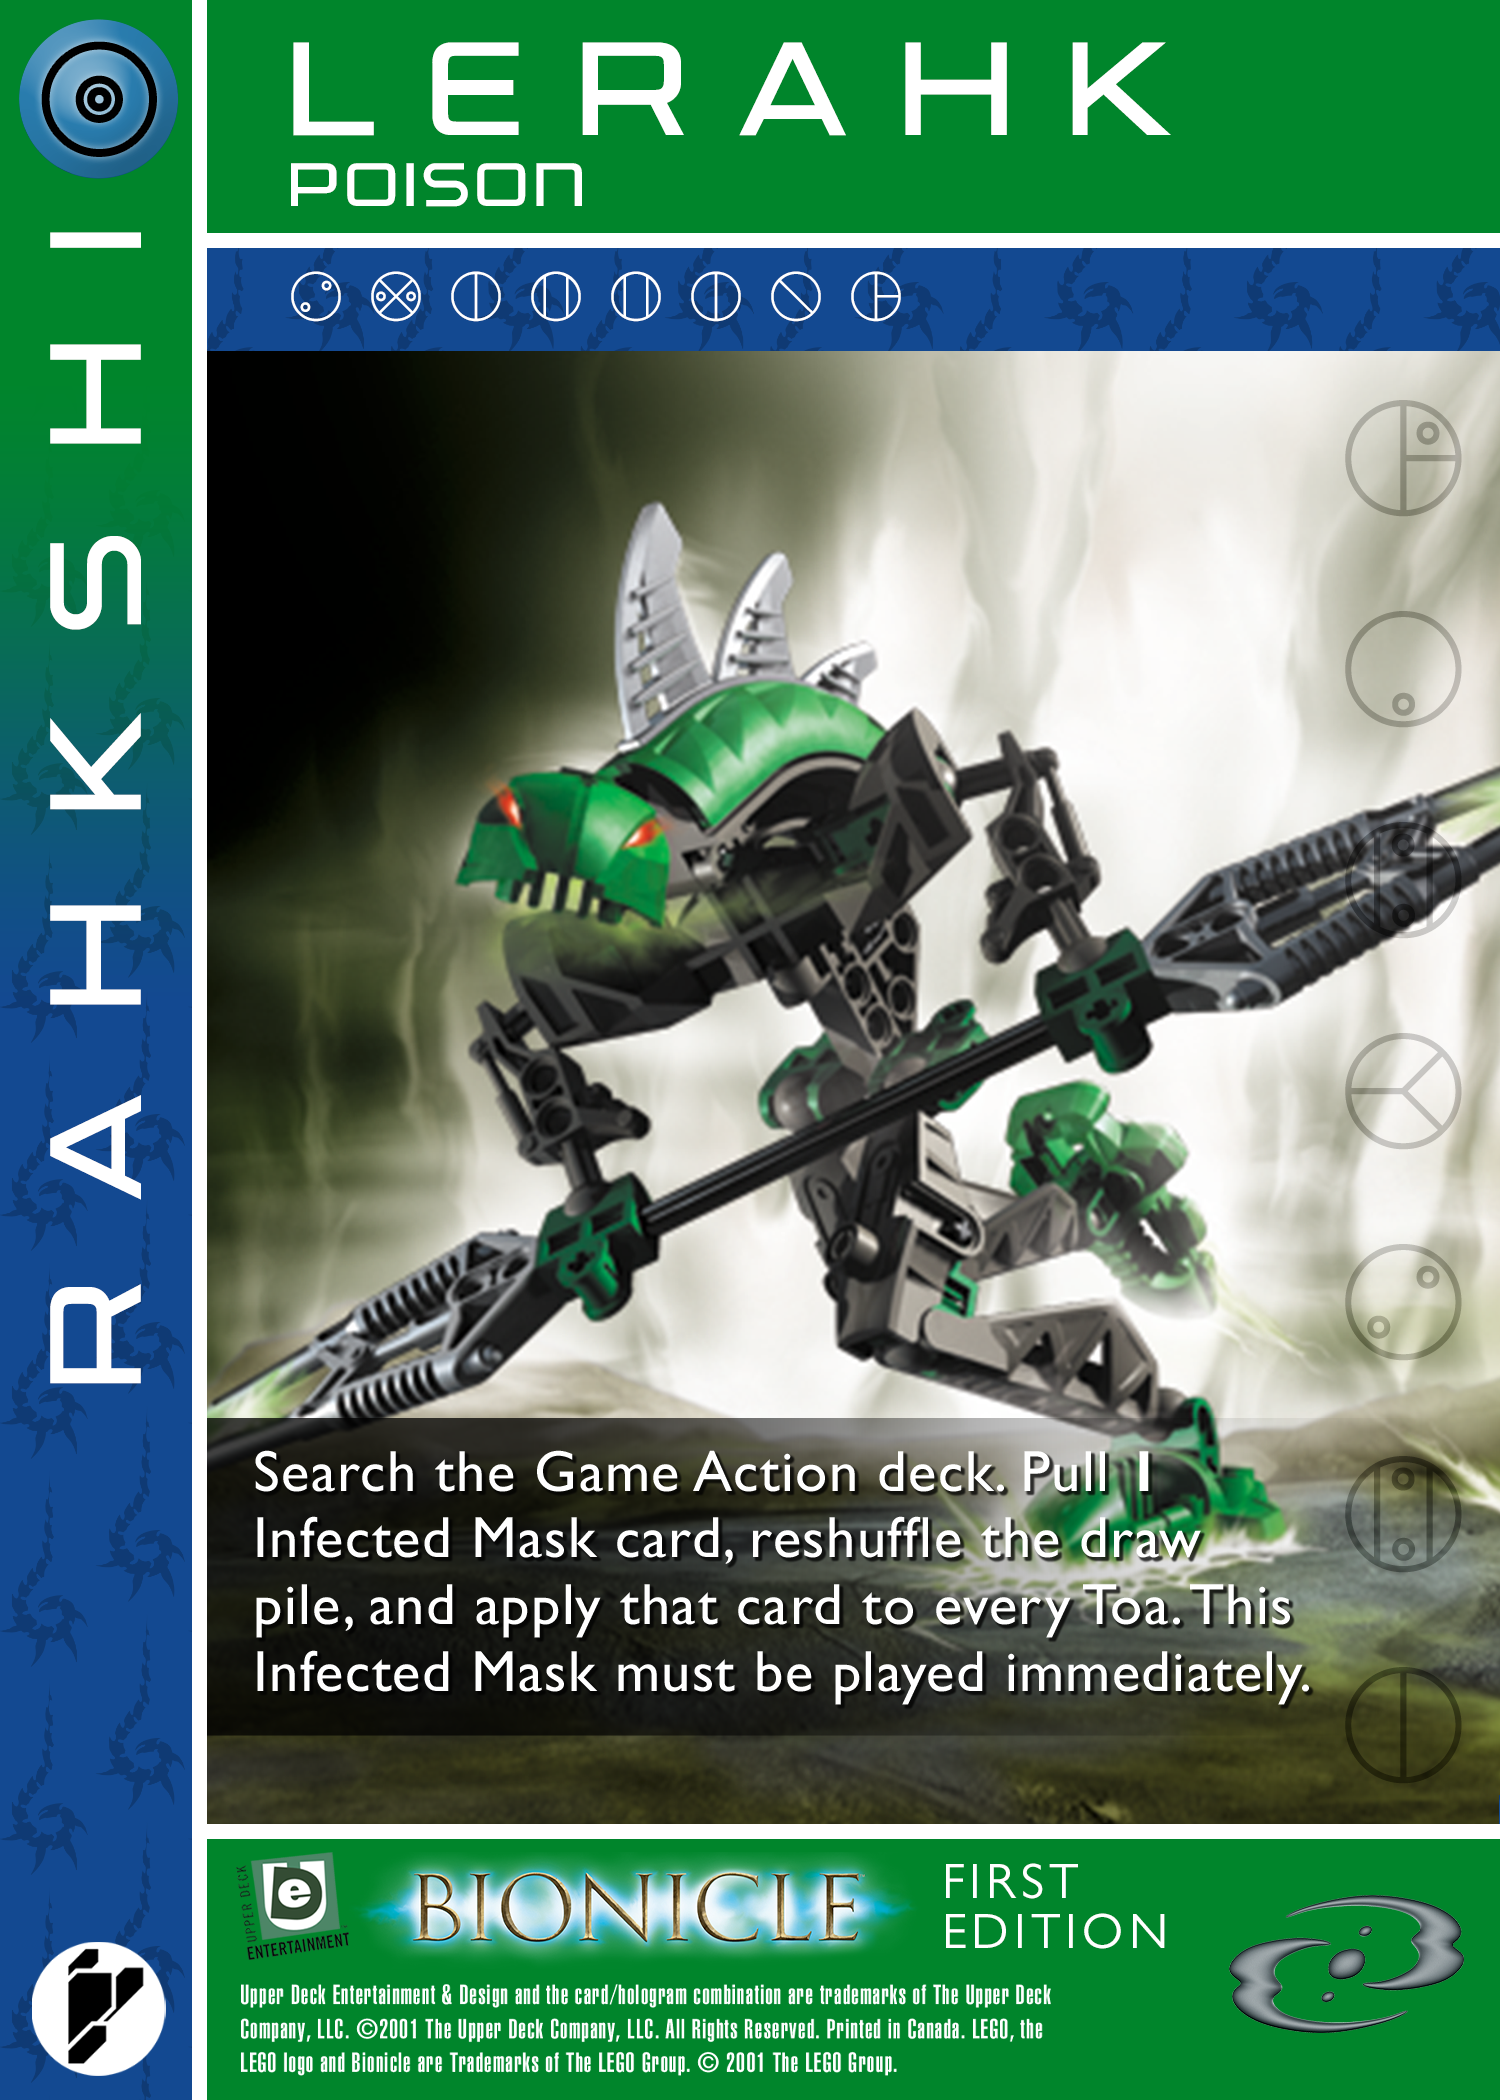 LERAHK
POISON
RAHKSHI
Search the Game Action deck. Pull 1
Infected Mask card, reshuffle the draw
pile, and apply that card to every Toa. This
Infected Mask must be played immediately.
UPPER DECK
e
ENTERTAINMENT
BIONICLE
FIRST
EDITION
Upper Deck Entertainment & Design and the card/hologram combination are trademarks of The Upper Deck
Company, LLC. ©2001 The Upper Deck Company, LLC. All Rights Reserved. Printed in Canada. LEGO, the
LEGO logo and Bionicle are Trademarks of The LEGO Group. © 2001 The LEGO Group.